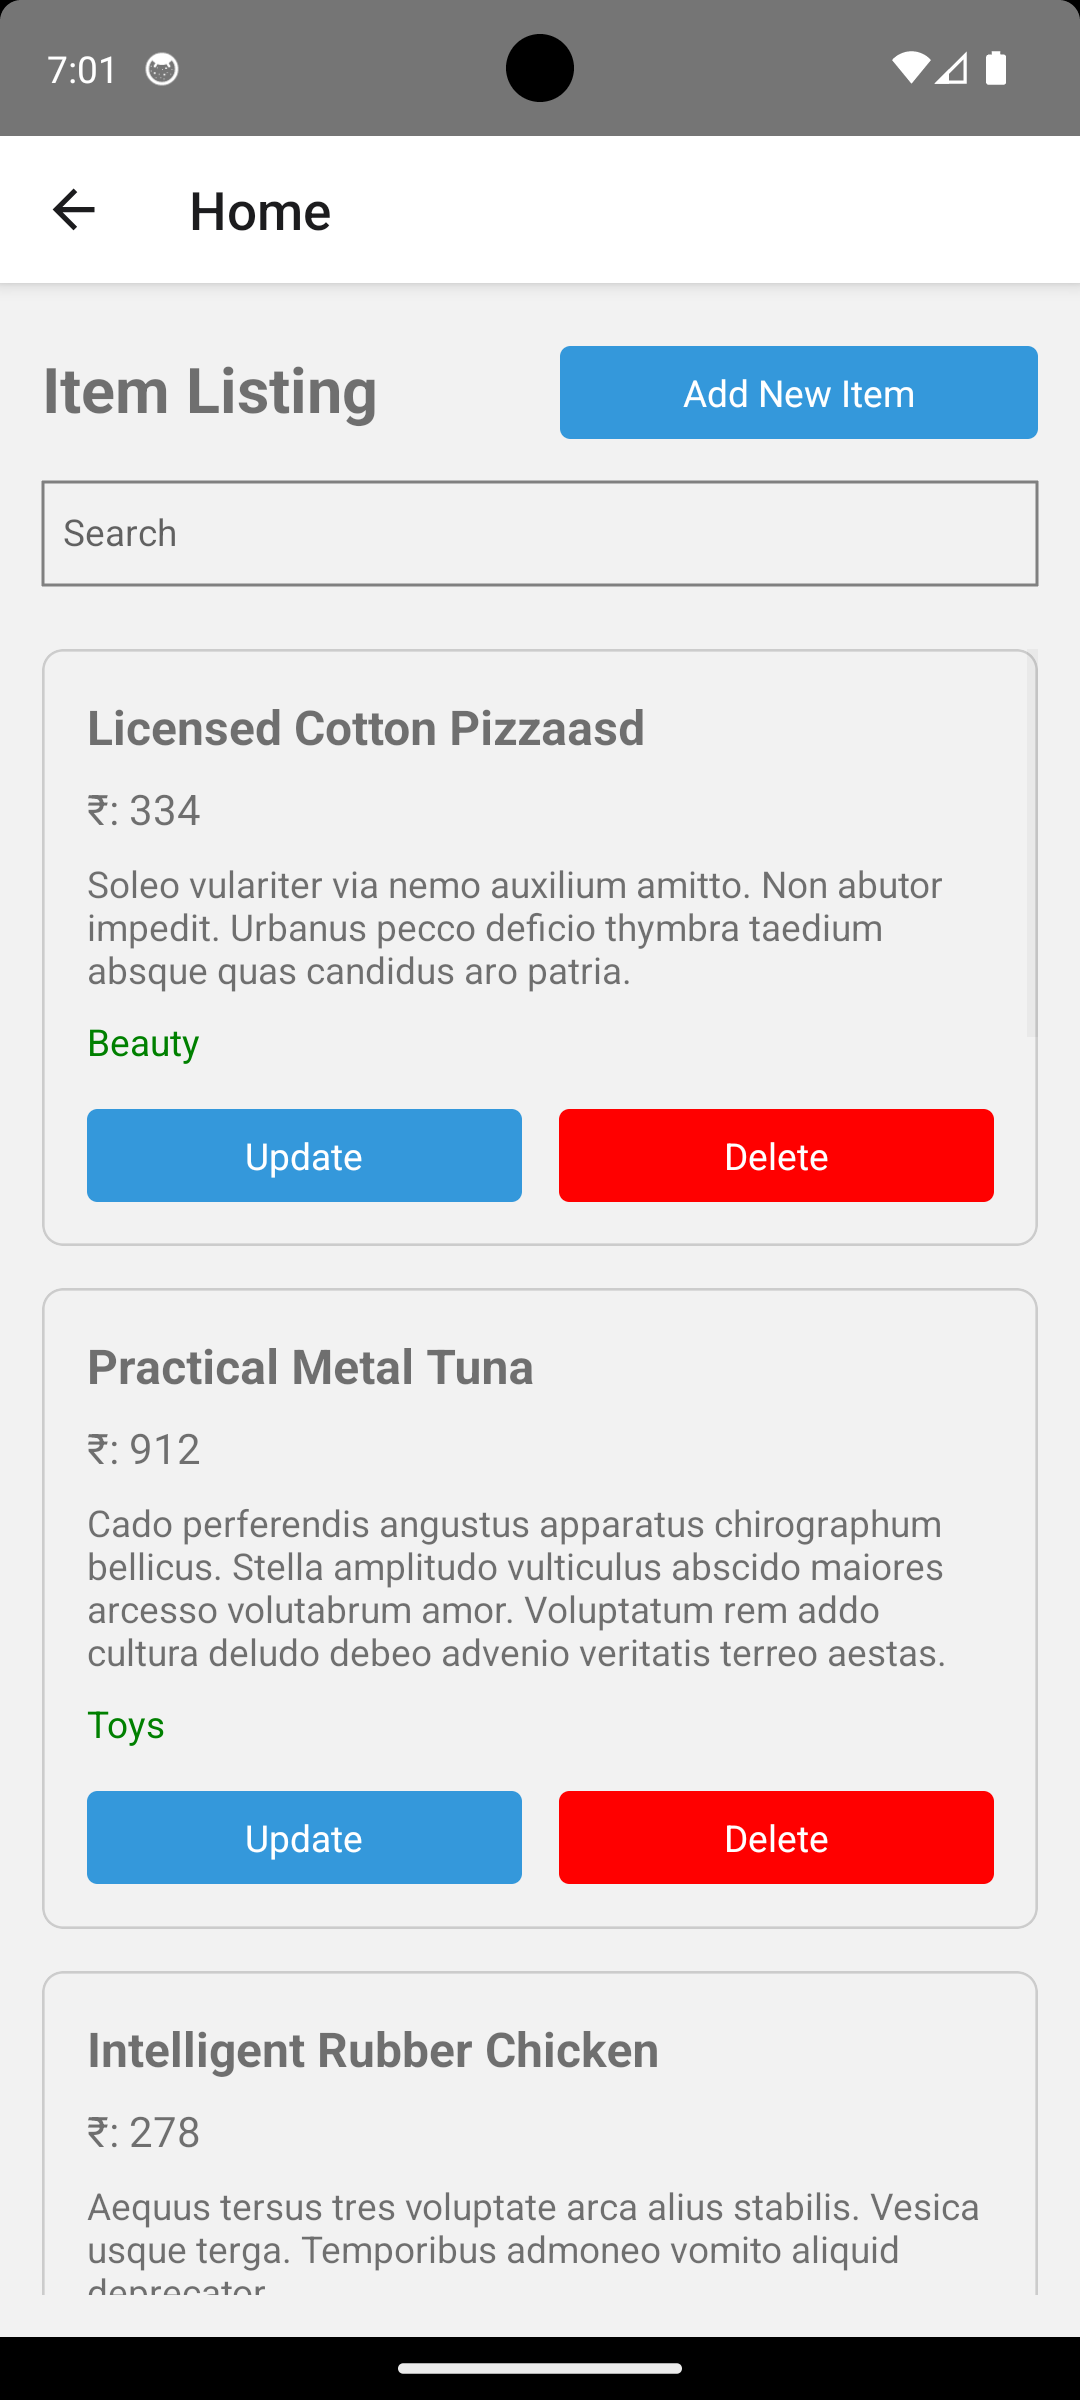 7:01
Home
Item Listing
Add New Item
Search
Licensed Cotton Pizzaasd
₹: 334
Soleo vulariter via nemo auxilium amitto. Non abutor
impedit. Urbanus pecco deficio thymbra taedium
absque quas candidus aro patria.
Beauty
Update
Delete
Practical Metal Tuna
₹: 912
Cado perferendis angustus apparatus chirographum
bellicus. Stella amplitudo vulticulus abscido maiores
arcesso volutabrum amor. Voluptatum rem addo
cultura deludo debeo advenio veritatis terreo aestas.
Toys
Update
Delete
Intelligent Rubber Chicken
₹: 278
Aequus tersus tres voluptate arca alius stabilis. Vesica
usque terga. Temporibus admoneo vomito aliquid
deprecator.